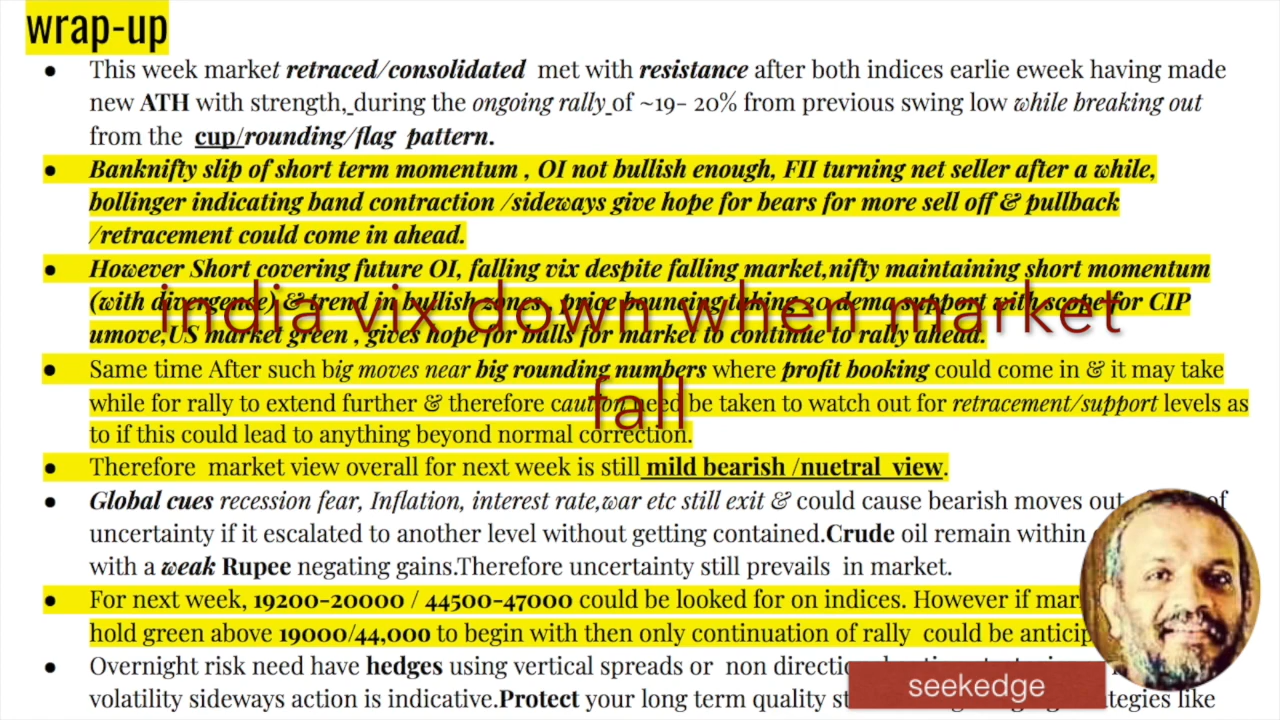 wrap-up
● This week market retraced/consolidated met with resistance after both indices earlie eweek having made
new ATH with strength, during the ongoing rally of ~19- 20% from previous swing low while breaking out
from the cup/rounding/flag pattern.
● Banknifty slip of short term momentum , OI not bullish enough, FII turning net seller after a while,
bollinger indicating band contraction /sideways give hope for bears for more sell off & pullback
/retracement could come in ahead.
● However Short covering future OI, falling vix despite falling market,nifty maintaining short momentum
(with divergence) & trend in bullish zones, price bouncing taking 20 dema support with scope for CIP
india vix down when market
umove,US market green , gives hope for bulls for market to continue to rally ahead.
● Same time After such big moves near big rounding numbers where profit booking could come in & it may take
fall
while for rally to extend further & therefore caution need be taken to watch out for retracement/support levels as
to if this could lead to anything beyond normal correction.
● Therefore market view overall for next week is still mild bearish /nuetral view.
● Global cues recession fear, Inflation, interest rate,war etc still exit & could cause bearish moves out of
uncertainty if it escalated to another level without getting contained.Crude oil remain within
with a weak Rupee negating gains.Therefore uncertainty still prevails in market.
● For next week, 19200-20000 / 44500-47000 could be looked for on indices. However if
hold green above 19000/44,000 to begin with then only continuation of rally could be
● Overnight risk need have hedges using vertical spreads or non
volatility sideways action is indicative.Protect your long term quality like
seekedge